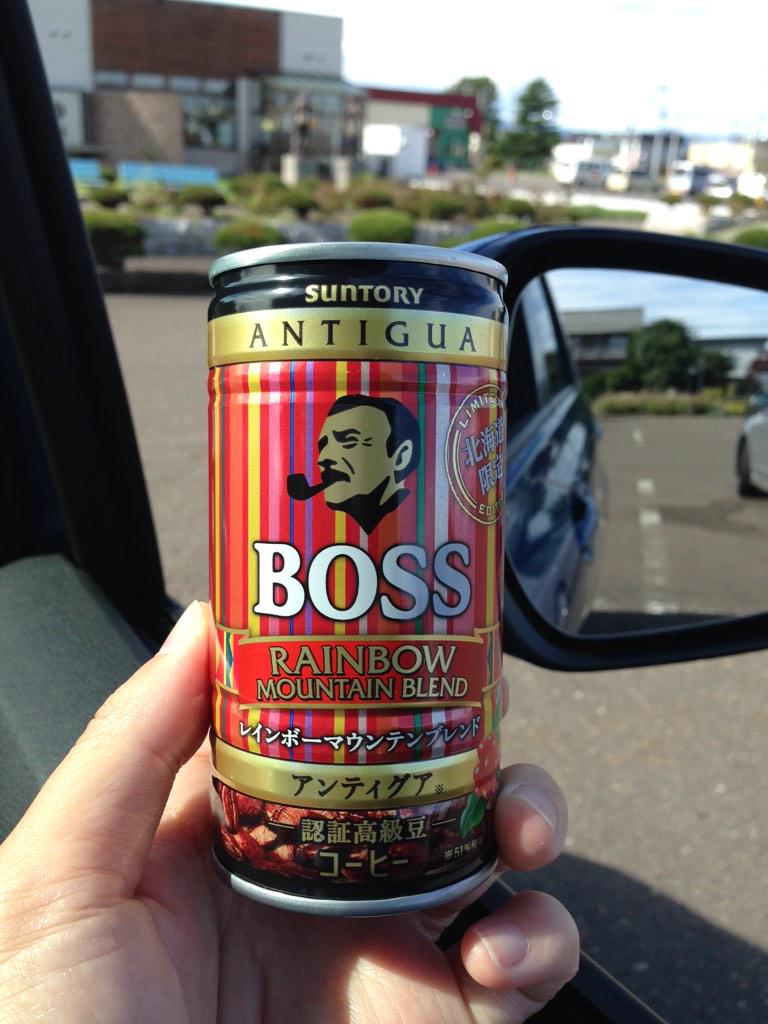 SUNTORY
ANTIGUA
LIMITED
北海道
限定
EDITION
BOSS
RAINBOW
MOUNTAIN BLEND
レインボーマウンテンブレンド
アンティグア※
認証高級豆
コーヒー
※51%